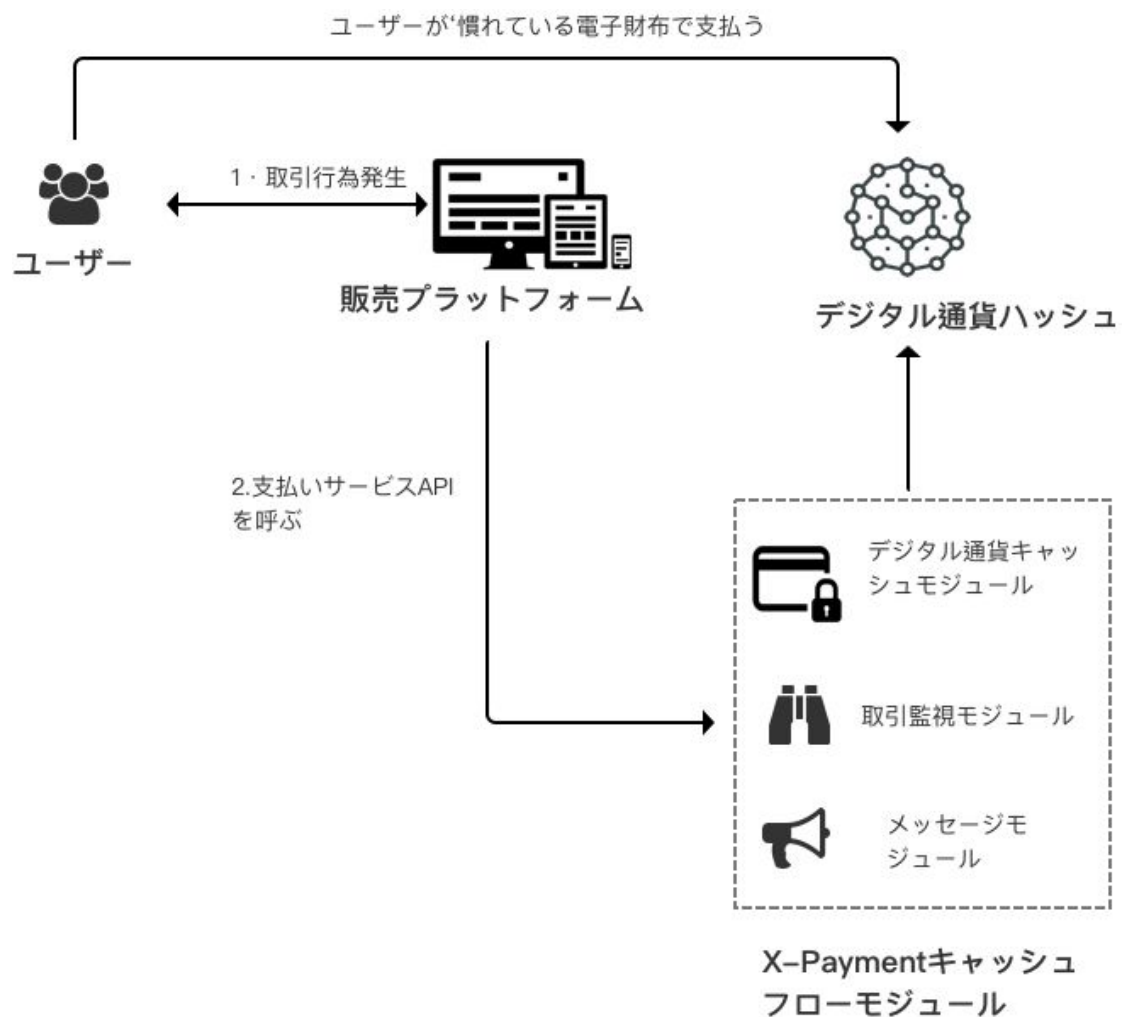 ユーザーが‘慣れている電子財布で支払う
1・取引行為発生
ユーザー
販売プラットフォーム
デジタル通貨ハッシュ
2.支払いサービスAPI
を呼ぶ
デジタル通貨キャッ
シュモジュール
取引監視モジュール
メッセージモ
ジュール
X-Paymentキャッシュ
フローモジュール